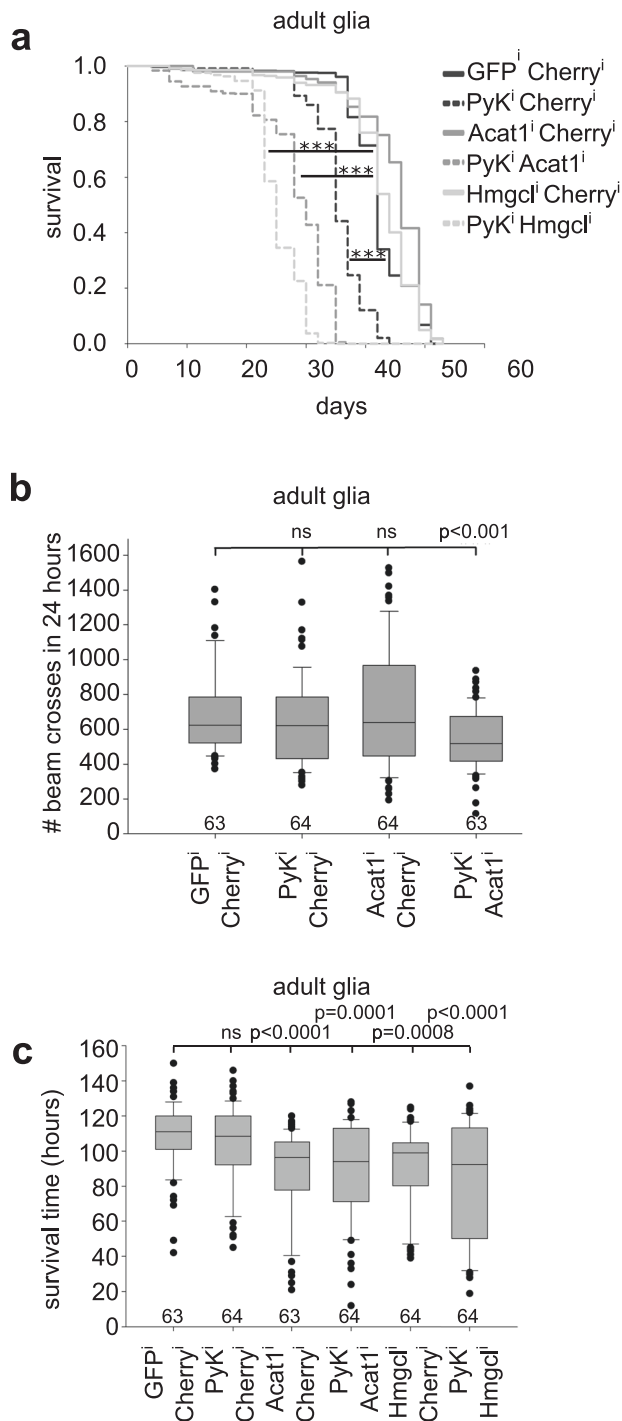 a
adult glia
survival
1.0
0.8
0.6
0.4
0.2
0.0
***
***
***
0 10 20 30 40 50 60
days
GFPⁱ Cherryⁱ
PyKⁱ Cherryⁱ
Acat1ⁱ Cherryⁱ
PyKⁱ Acat1ⁱ
Hmgclⁱ Cherryⁱ
PyKⁱ Hmgclⁱ
b
adult glia
ns ns p<0.001
# beam crosses in 24 hours
1600
1400
1200
1000
800
600
400
200
0
63 64 64 63
GFPⁱ Cherryⁱ
PyKⁱ Cherryⁱ
Acat1ⁱ Cherryⁱ
PyKⁱ Acat1ⁱ
c
adult glia
ns p<0.0001 p=0.0001 p=0.0008 p<0.0001
survival time (hours)
160
140
120
100
80
60
40
20
0
63 64 63 64 64 64
GFPⁱ Cherryⁱ
PyKⁱ Cherryⁱ
Acat1ⁱ Cherryⁱ
PyKⁱ Acat1ⁱ
Hmgclⁱ Cherryⁱ
PyKⁱ Hmgclⁱ